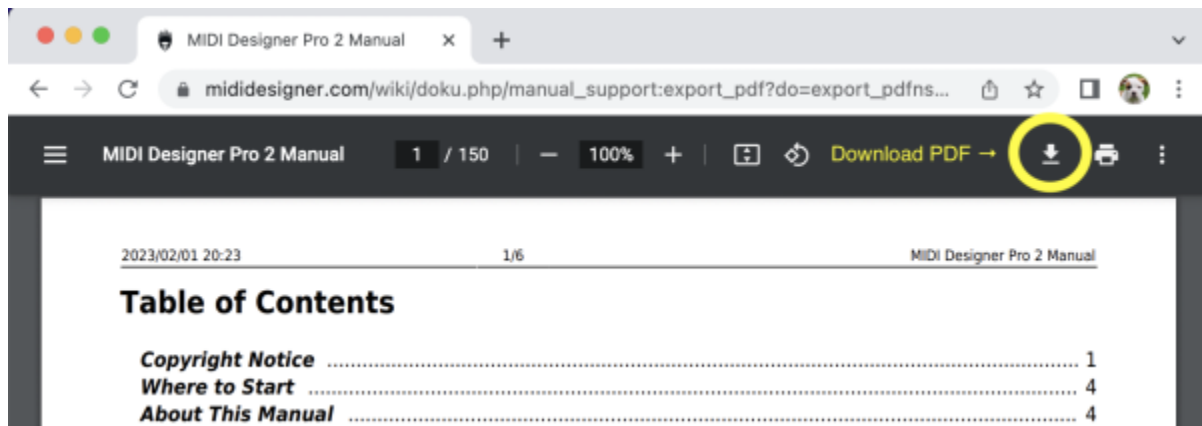 MIDI Designer Pro 2 Manual
mididesigner.com/wiki/doku.php/manual_support:export_pdf?do=export_pdfns...
MIDI Designer Pro 2 Manual 1 / 150 100% Download PDF →
2023/02/01 20:23 1/6 MIDI Designer Pro 2 Manual
Table of Contents
Copyright Notice ........ 1
Where to Start ........ 4
About This Manual ........ 4